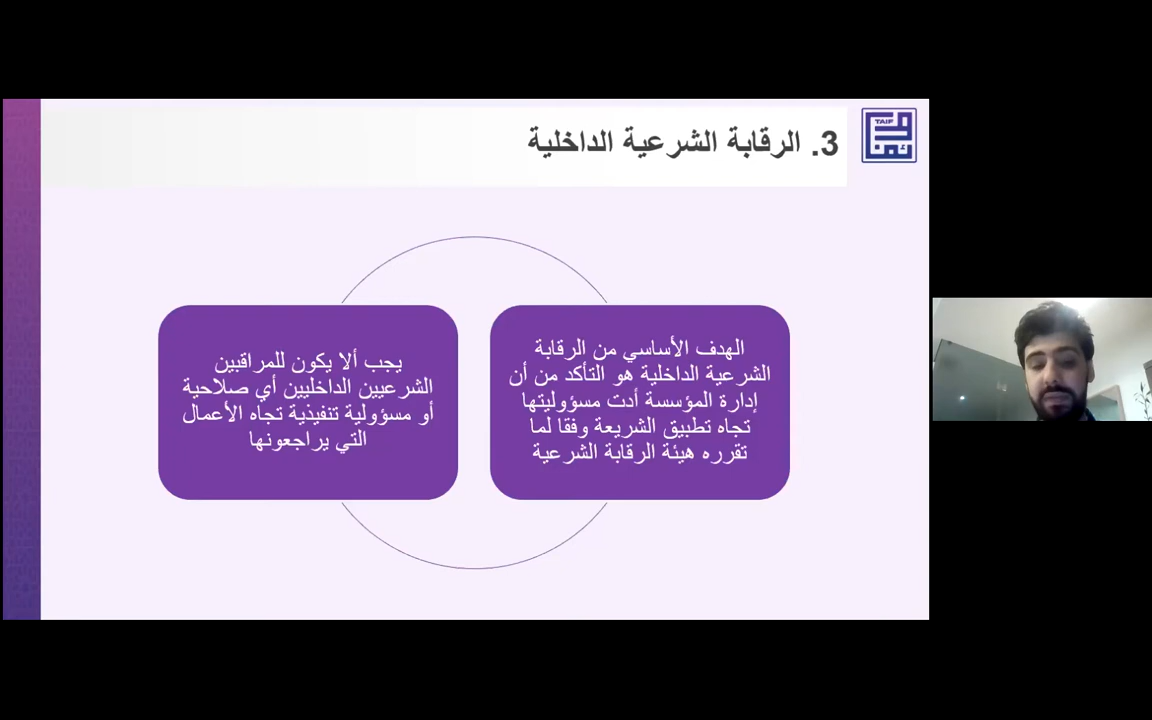 3. الرقابة الشرعية الداخلية
TAIF
الهدف الأساسي من الرقابة
الشرعية الداخلية هو التأكد من أن
إدارة المؤسسة أدت مسؤوليتها
تجاه تطبيق الشريعة وفقا لما
تقرره هيئة الرقابة الشرعية
يجب ألا يكون للمراقبين
الشرعيين الداخليين أي صلاحية
أو مسؤولية تنفيذية تجاه الأعمال
التي يراجعونها